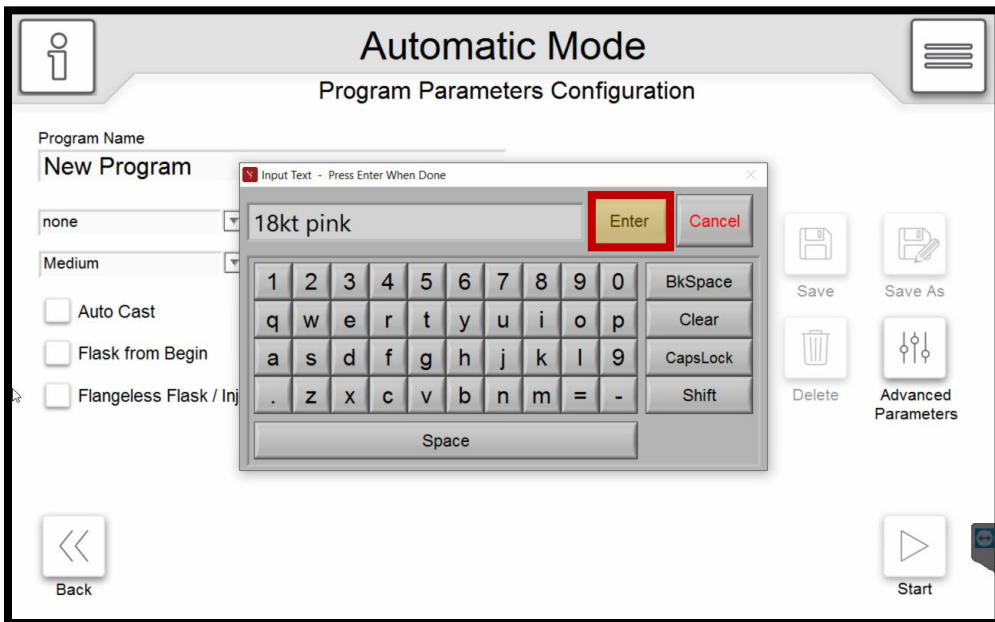 Automatic Mode
Program Parameters Configuration
Program Name
New Program
Input Text - Press Enter When Done
none
18kt pink
Enter
Cancel
Medium
1 2 3 4 5 6 7 8 9 0 BkSpace
q w e r t y u i o p Clear
a s d f g h j k l 9 CapsLock
. z x c v b n m = - Shift
Space
Auto Cast
Flask from Begin
Flangeless Flask / Inj
Save
Save As
Delete
Advanced
Parameters
Back
Start